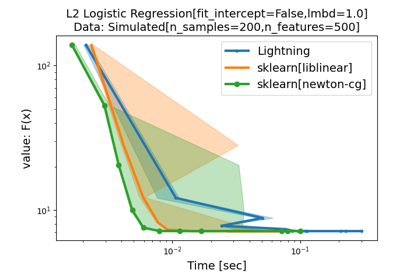 L2 Logistic Regression[fit_intercept=False,lmbd=1.0]
Data: Simulated[n_samples=200,n_features=500]
Lightning
sklearn[liblinear]
sklearn[newton-cg]
value: F(x)
10²
10¹
10⁻²
10⁻¹
Time [sec]